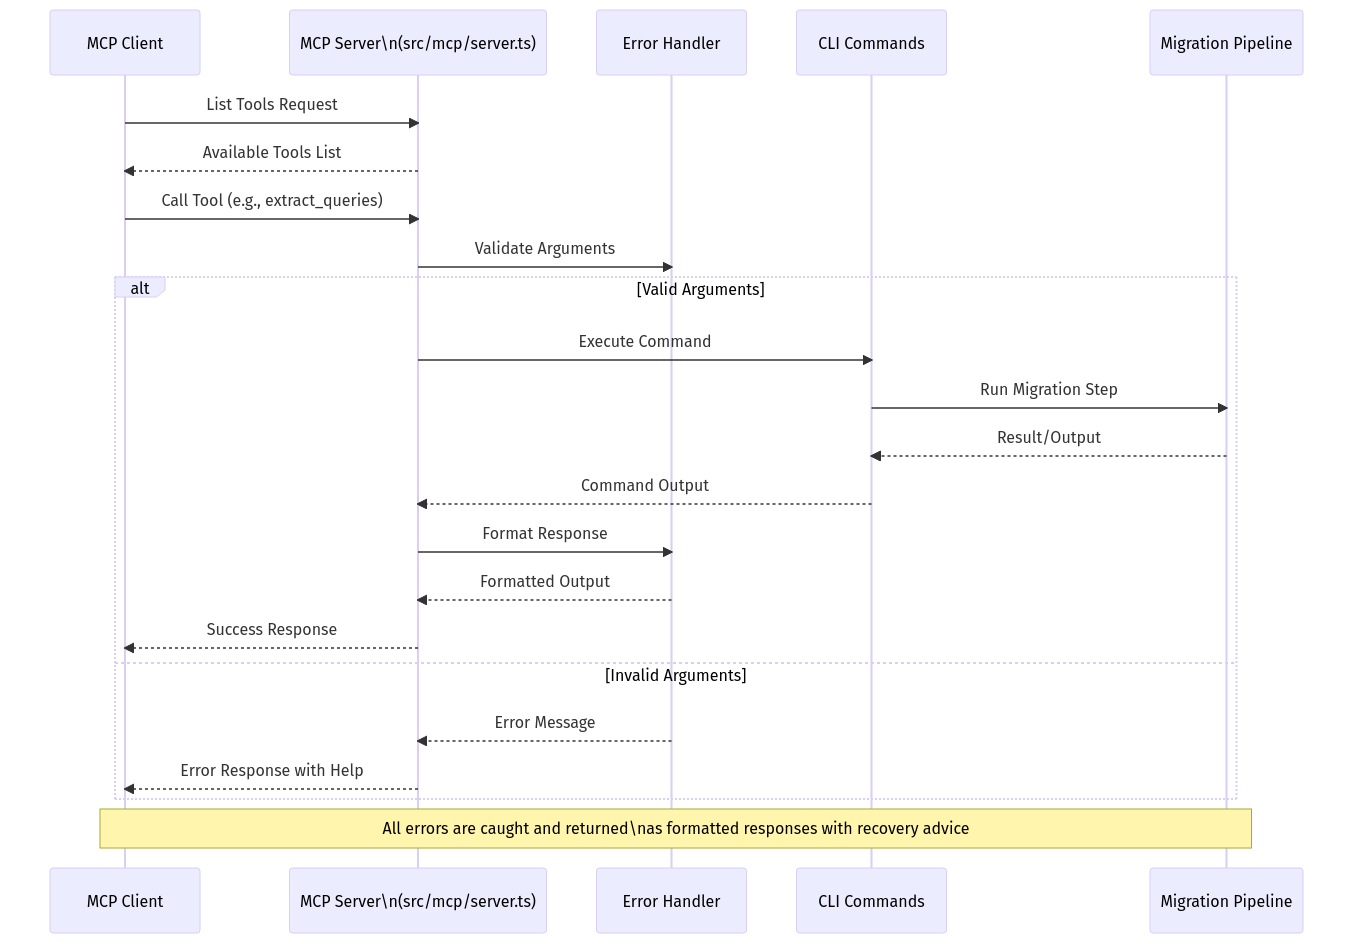 MCP Client
MCP Server\n(src/mcp/server.ts)
Error Handler
CLI Commands
Migration Pipeline
List Tools Request
Available Tools List
Call Tool (e.g., extract_queries)
Validate Arguments
alt
[Valid Arguments]
Execute Command
Run Migration Step
Result/Output
Command Output
Format Response
Formatted Output
Success Response
[Invalid Arguments]
Error Message
Error Response with Help
All errors are caught and returned\nas formatted responses with recovery advice
MCP Client
MCP Server\n(src/mcp/server.ts)
Error Handler
CLI Commands
Migration Pipeline